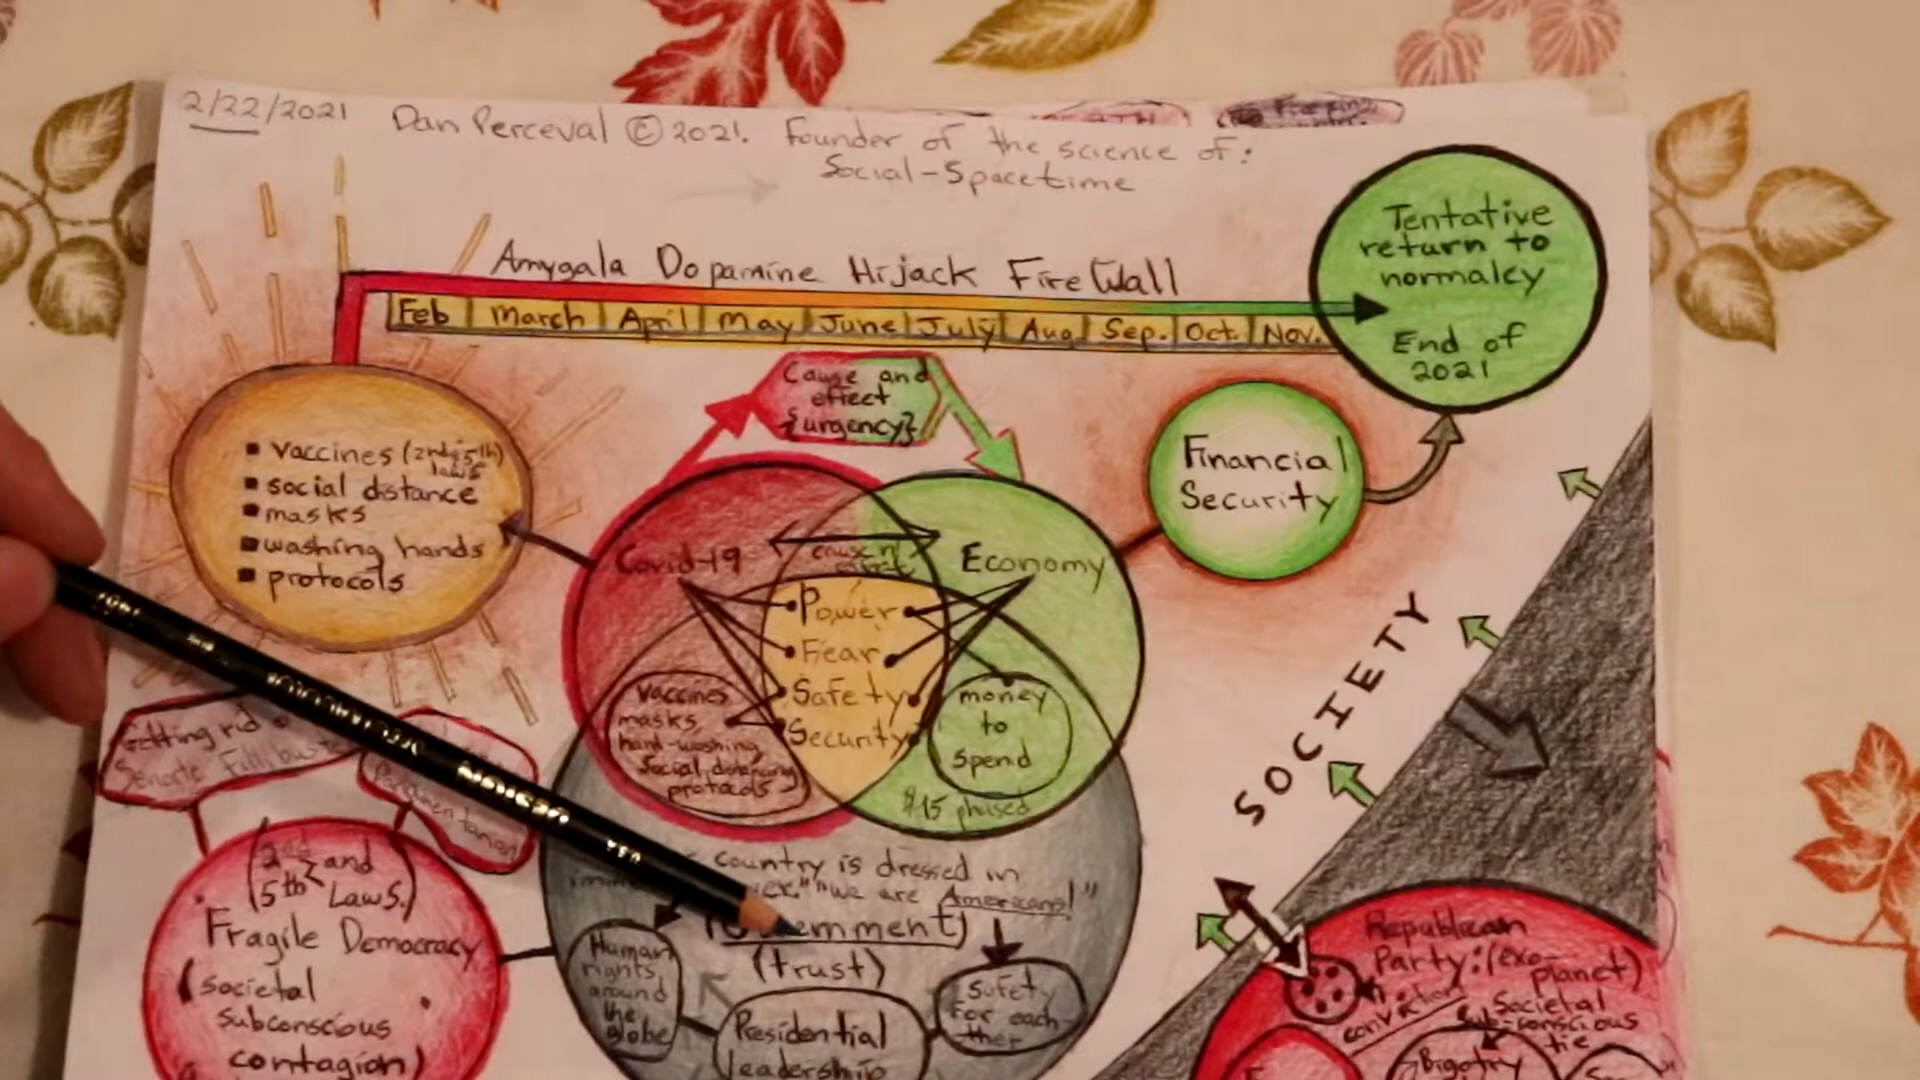 2/22/2021
Dan Perceval © 2021. Founder of the science of:
Social-Spacetime
Amygala Dopamine Hijack FireWall
Feb March April May June July Aug Sep. Oct. Nov.
Tentative
return to
normalcy
End of
2021
Cause and
effect
{urgency}
▪ vaccines (2nd 5th)
laws
▪ social distance
▪ masks
▪ washing hands
▪ protocols
Financial
Security
Covid-19
cause n'
Economy
Power
Fear
Safety
Security
vaccines
masks
hand-washing
Social distancing
protocols
money
to
spend
$15 phased
SOCIETY
Getting rid
Senate
(2nd and
5th Laws.)
Fragile Democracy
(societal
subconscious
contagion)
country is dressed in
"we are Americans!"
(trust)
Human
rights
around
the
globe
Presidential
leadership
Safety
for each
ther
Republican
Party: (exo-
planet)
conviction
Societal
sub-conscious
tie
Bigotry